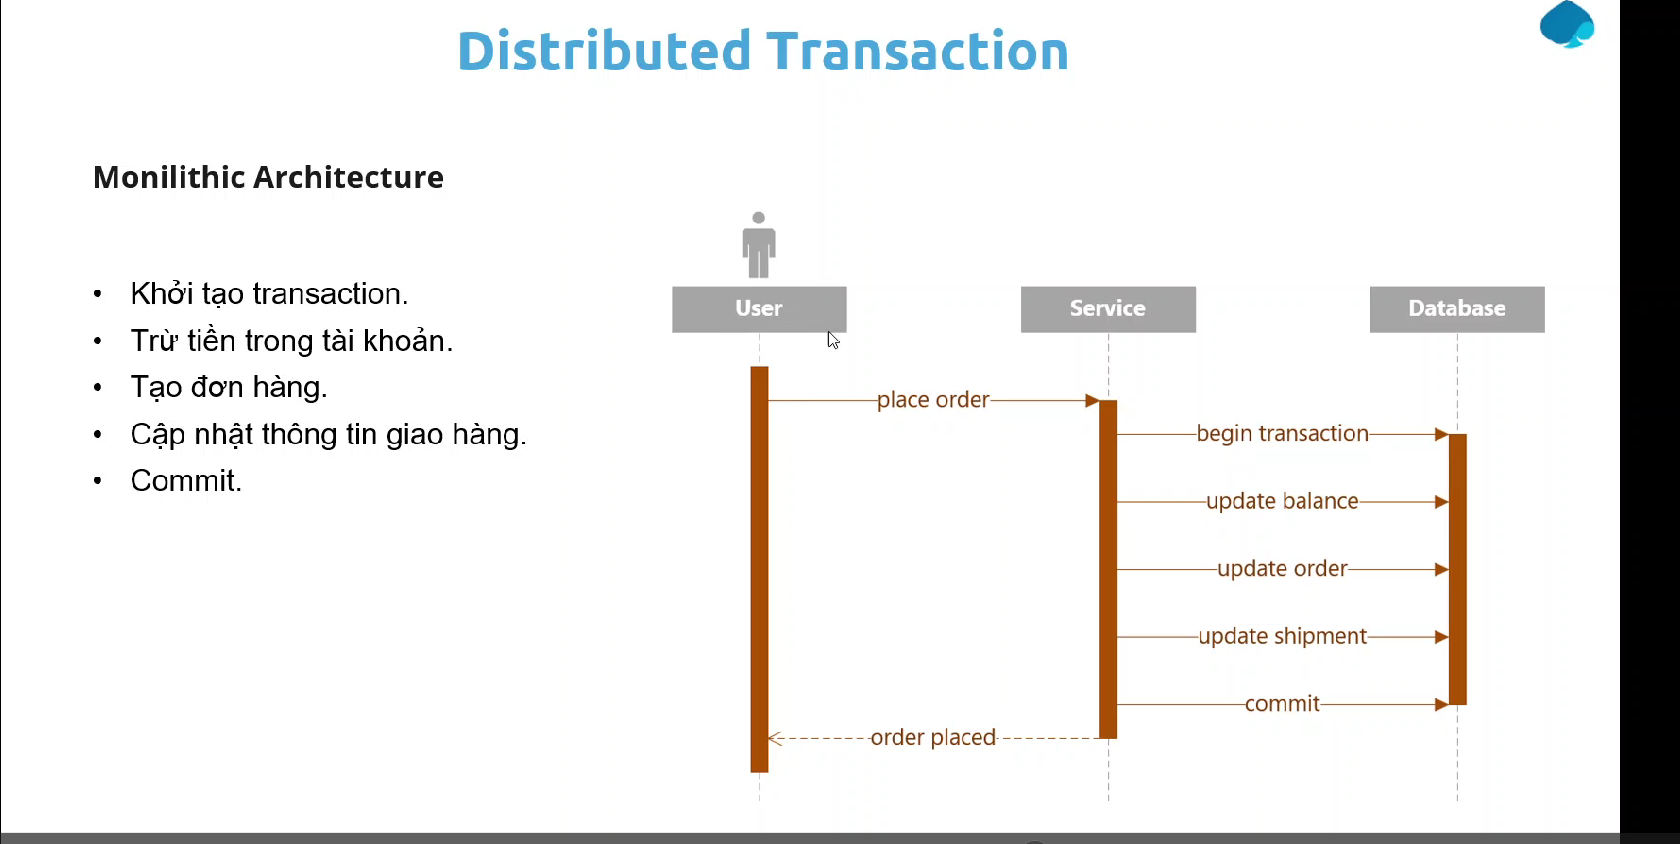 Distributed Transaction
Monilithic Architecture
• Khởi tạo transaction.
• Trừ tiền trong tài khoản.
• Tạo đơn hàng.
• Cập nhật thông tin giao hàng.
• Commit.
User
Service
Database
place order
begin transaction
update balance
update order
update shipment
commit
order placed